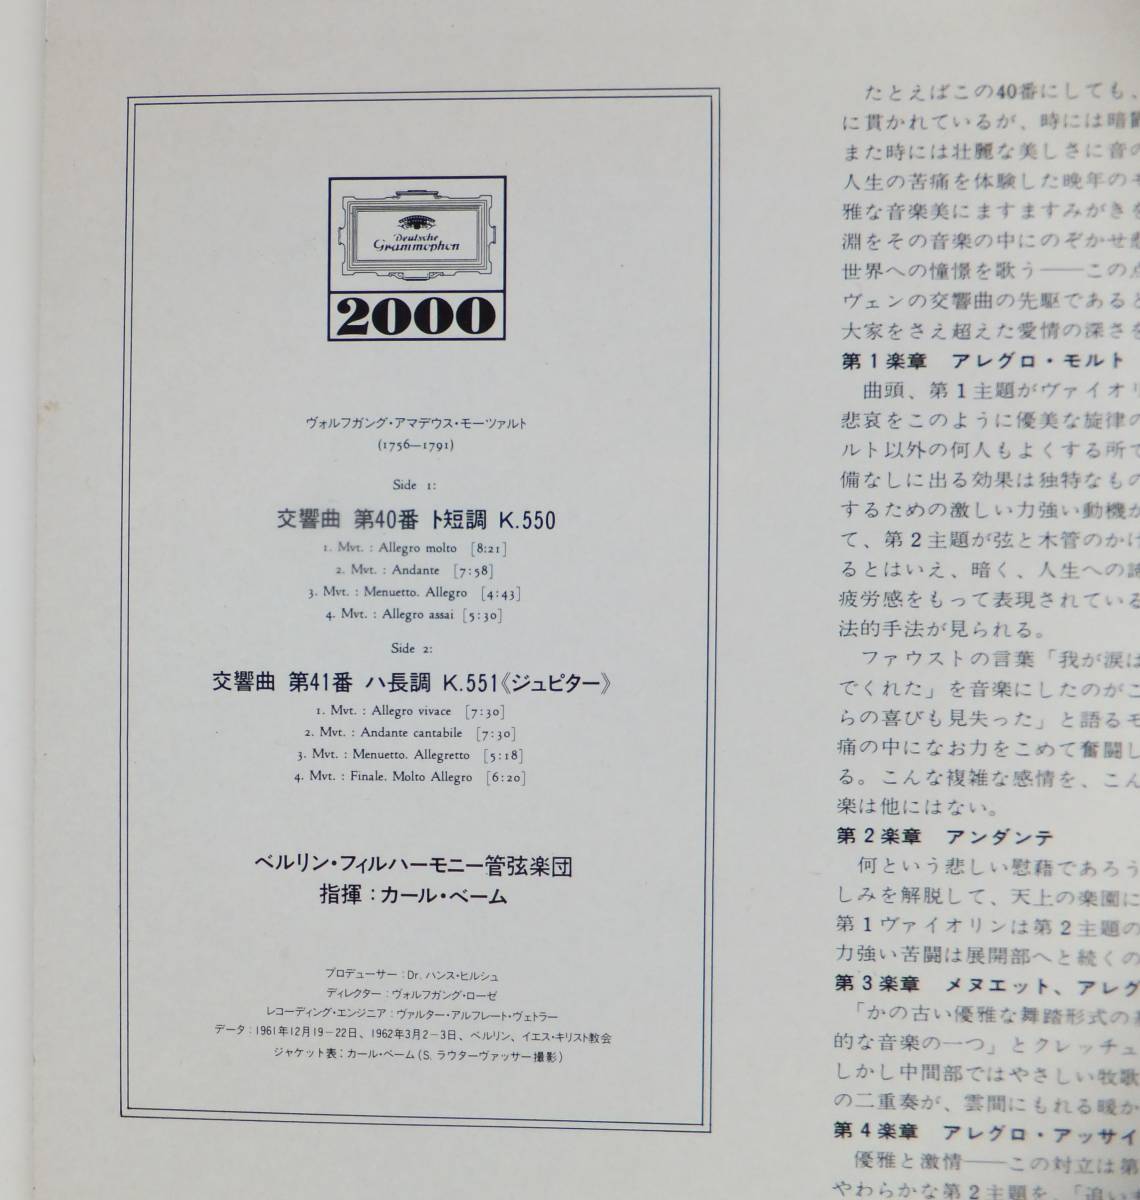 Deutsche
Grammophon
2000
ヴォルフガング・アマデウス・モーツァルト
(1756—1791)
Side 1:
交響曲 第40番 ト短調 K.550
1. Mvt. : Allegro molto [8:21]
2. Mvt. : Andante [7:58]
3. Mvt. : Menuetto. Allegro [4:43]
4. Mvt. : Allegro assai [5:30]
Side 2:
交響曲 第41番 ハ長調 K.551《ジュピター》
1. Mvt. : Allegro vivace [7:30]
2. Mvt. : Andante cantabile [7:30]
3. Mvt. : Menuetto. Allegretto [5:18]
4. Mvt. : Finale. Molto Allegro [6:20]
ベルリン・フィルハーモニー管弦楽団
指揮：カール・ベーム
プロデューサー：Dr. ハンス・ヒルシュ
ディレクター：ヴォルフガング・ローゼ
レコーディング・エンジニア：ヴァルター・アルフレート・ヴェトラー
データ：1961年12月19－22日、1962年3月2－3日、ベルリン、イエス・キリスト教会
ジャケット表：カール・ベーム（S. ラウターヴァッサー撮影）
たとえばこの40番にしても、
に貫かれているが、時には暗鬱
また時には壮麗な美しさに音の
人生の苦痛を体験した晩年のモ
雅な音楽美にますますみがきを
淵をその音楽の中にのぞかせ
世界への憧憬を歌う——この点
ヴェンの交響曲の先駆であると
大家をさえ超えた愛情の深さを
第1楽章 アレグロ・モルト
曲頭、第1主題がヴァイオリ
悲哀をこのように優美な旋律の
ルト以外の何人もよくする所で
備なしに出る効果は独特なもの
するための激しい力強い動機が
て、第2主題が弦と木管のかけ
るとはいえ、暗く、人生への諦
疲労感をもって表現されている
法的手法が見られる。
ファウストの言葉「我が涙は
でくれた」を音楽にしたのがこ
らの喜びも見失った」と語るモ
痛の中になお力をこめて奮闘し
る。こんな複雑な感情を、こん
楽は他にはない。
第2楽章 アンダンテ
何という悲しい慰藉であろう
しみを解脱して、天上の楽園に
第1ヴァイオリンは第2主題の
力強い苦闘は展開部へと続くの
第3楽章 メヌエット、アレグ
「かの古い優雅な舞踏形式の
的な音楽の一つ」とクレッチュ
しかし中間部ではやさしい牧歌
の二重奏が、雲間にもれる暖か
第4楽章 アレグロ・アッサイ
優雅と激情——この対立は第
やわらかな第2主題を、「追い